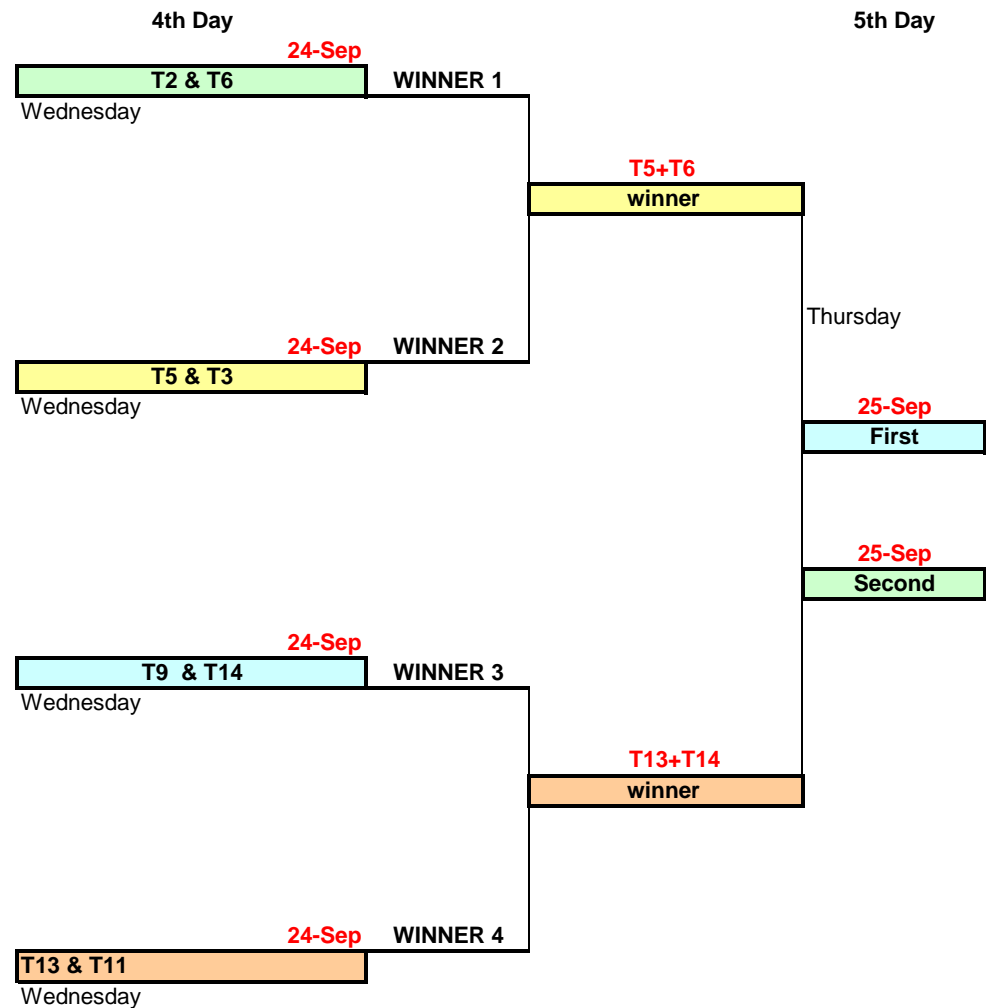 4th Day 5th Day
24-Sep
T2 & T6 WINNER 1
Wednesday
T5+T6
winner
Thursday
24-Sep WINNER 2
T5 & T3
Wednesday
25-Sep
First
25-Sep
Second
24-Sep
T9 & T14 WINNER 3
Wednesday
T13+T14
winner
24-Sep WINNER 4
T13 & T11
Wednesday